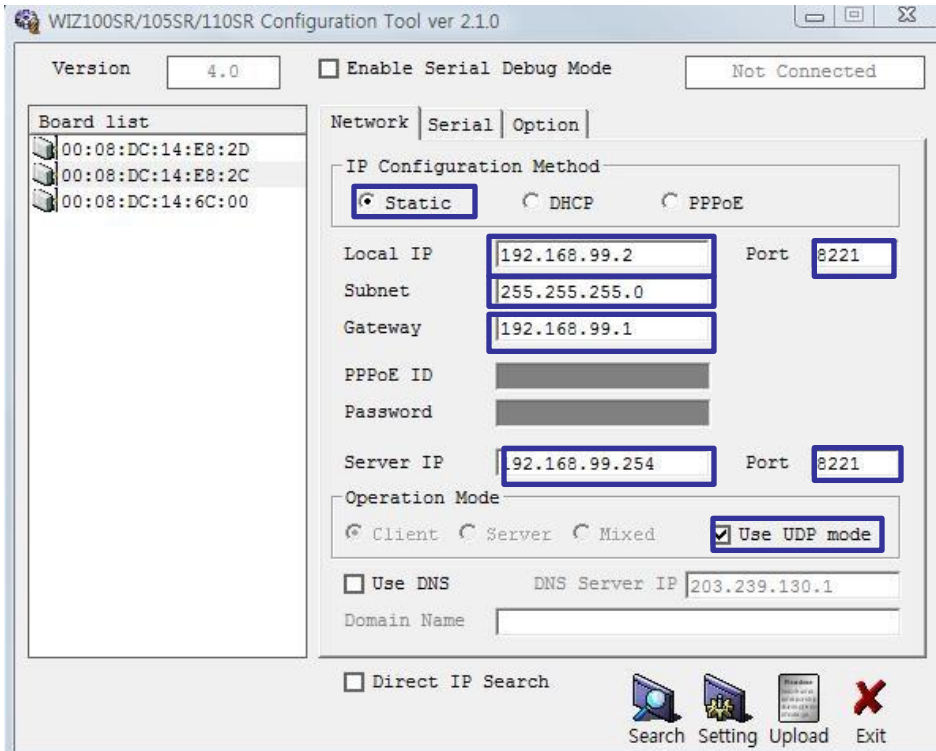 WIZ100SR/105SR/110SR Configuration Tool ver 2.1.0
Version 4.0 Enable Serial Debug Mode Not Connected
Board list
00:08:DC:14:E8:2D
00:08:DC:14:E8:2C
00:08:DC:14:6C:00
Network Serial Option
IP Configuration Method
Static DHCP PPPoE
Local IP 192.168.99.2 Port 8221
Subnet 255.255.255.0
Gateway 192.168.99.1
PPPoE ID
Password
Server IP 192.168.99.254 Port 8221
Operation Mode
Client Server Mixed Use UDP mode
Use DNS DNS Server IP 203.239.130.1
Domain Name
Direct IP Search
Search Setting Upload Exit